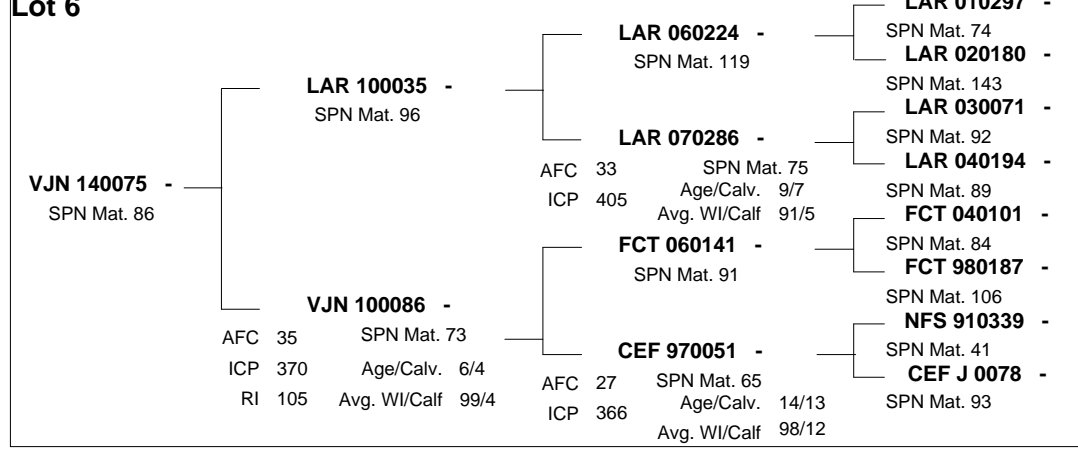 Lot 6
LAR 010297 -
SPN Mat. 74
LAR 060224 -
SPN Mat. 119
LAR 020180 -
SPN Mat. 143
LAR 100035 -
SPN Mat. 96
LAR 030071 -
SPN Mat. 92
LAR 070286 -
AFC 33 SPN Mat. 75
ICP 405 Age/Calv. 9/7
Avg. WI/Calf 91/5
LAR 040194 -
SPN Mat. 89
VJN 140075 -
SPN Mat. 86
FCT 040101 -
SPN Mat. 84
FCT 060141 -
SPN Mat. 91
FCT 980187 -
SPN Mat. 106
VJN 100086 -
AFC 35 SPN Mat. 73
ICP 370 Age/Calv. 6/4
RI 105 Avg. WI/Calf 99/4
NFS 910339 -
SPN Mat. 41
CEF 970051 -
AFC 27 SPN Mat. 65
ICP 366 Age/Calv. 14/13
Avg. WI/Calf 98/12
CEF J 0078 -
SPN Mat. 93